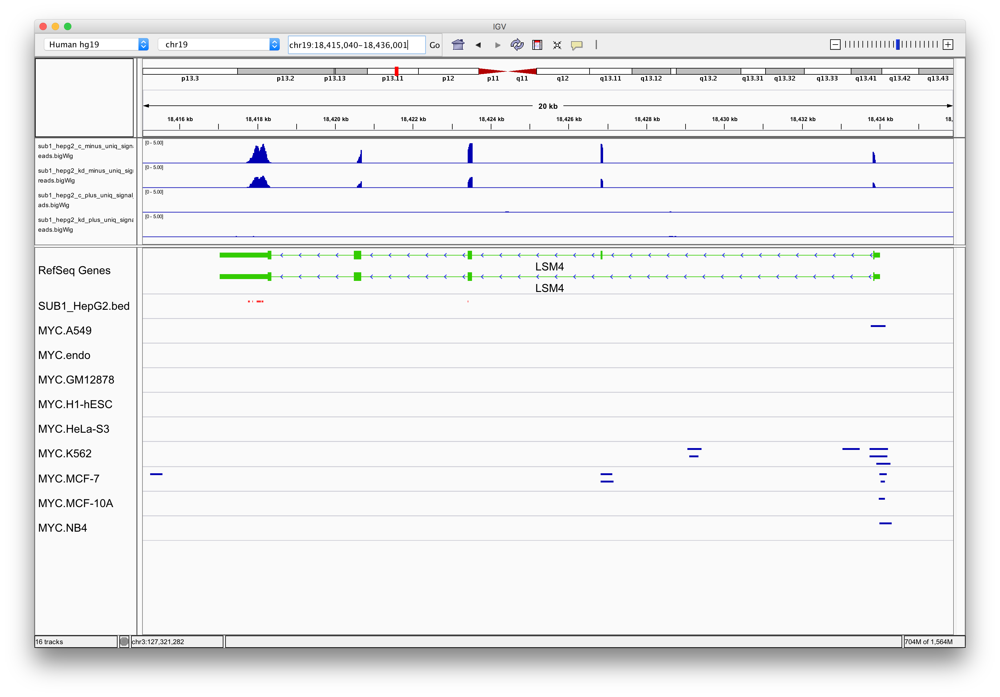 IGV
Human hg19 chr19 chr19:18,415,040-18,436,001 Go
p13.3 p13.2 p13.13 p13.11 p12 p11 q11 q12 q13.11 q13.12 q13.2 q13.31 q13.32 q13.33 q13.41 q13.42 q13.43
20 kb
18,416 kb 18,418 kb 18,420 kb 18,422 kb 18,424 kb 18,426 kb 18,428 kb 18,430 kb 18,432 kb 18,434 kb 18,
sub1_hepg2_c_minus_uniq_signa [0 - 5.00]
eads.bigWig
sub1_hepg2_kd_minus_uniq_sig [0 - 5.00]
reads.bigWig
sub1_hepg2_c_plus_uniq_signal_ [0 - 5.00]
ads.bigWig
sub1_hepg2_kd_plus_uniq_signa [0 - 5.00]
eads.bigWig
RefSeq Genes
LSM4
LSM4
SUB1_HepG2.bed
MYC.A549
MYC.endo
MYC.GM12878
MYC.H1-hESC
MYC.HeLa-S3
MYC.K562
MYC.MCF-7
MYC.MCF-10A
MYC.NB4
16 tracks chr3:127,321,282 704M of 1,564M